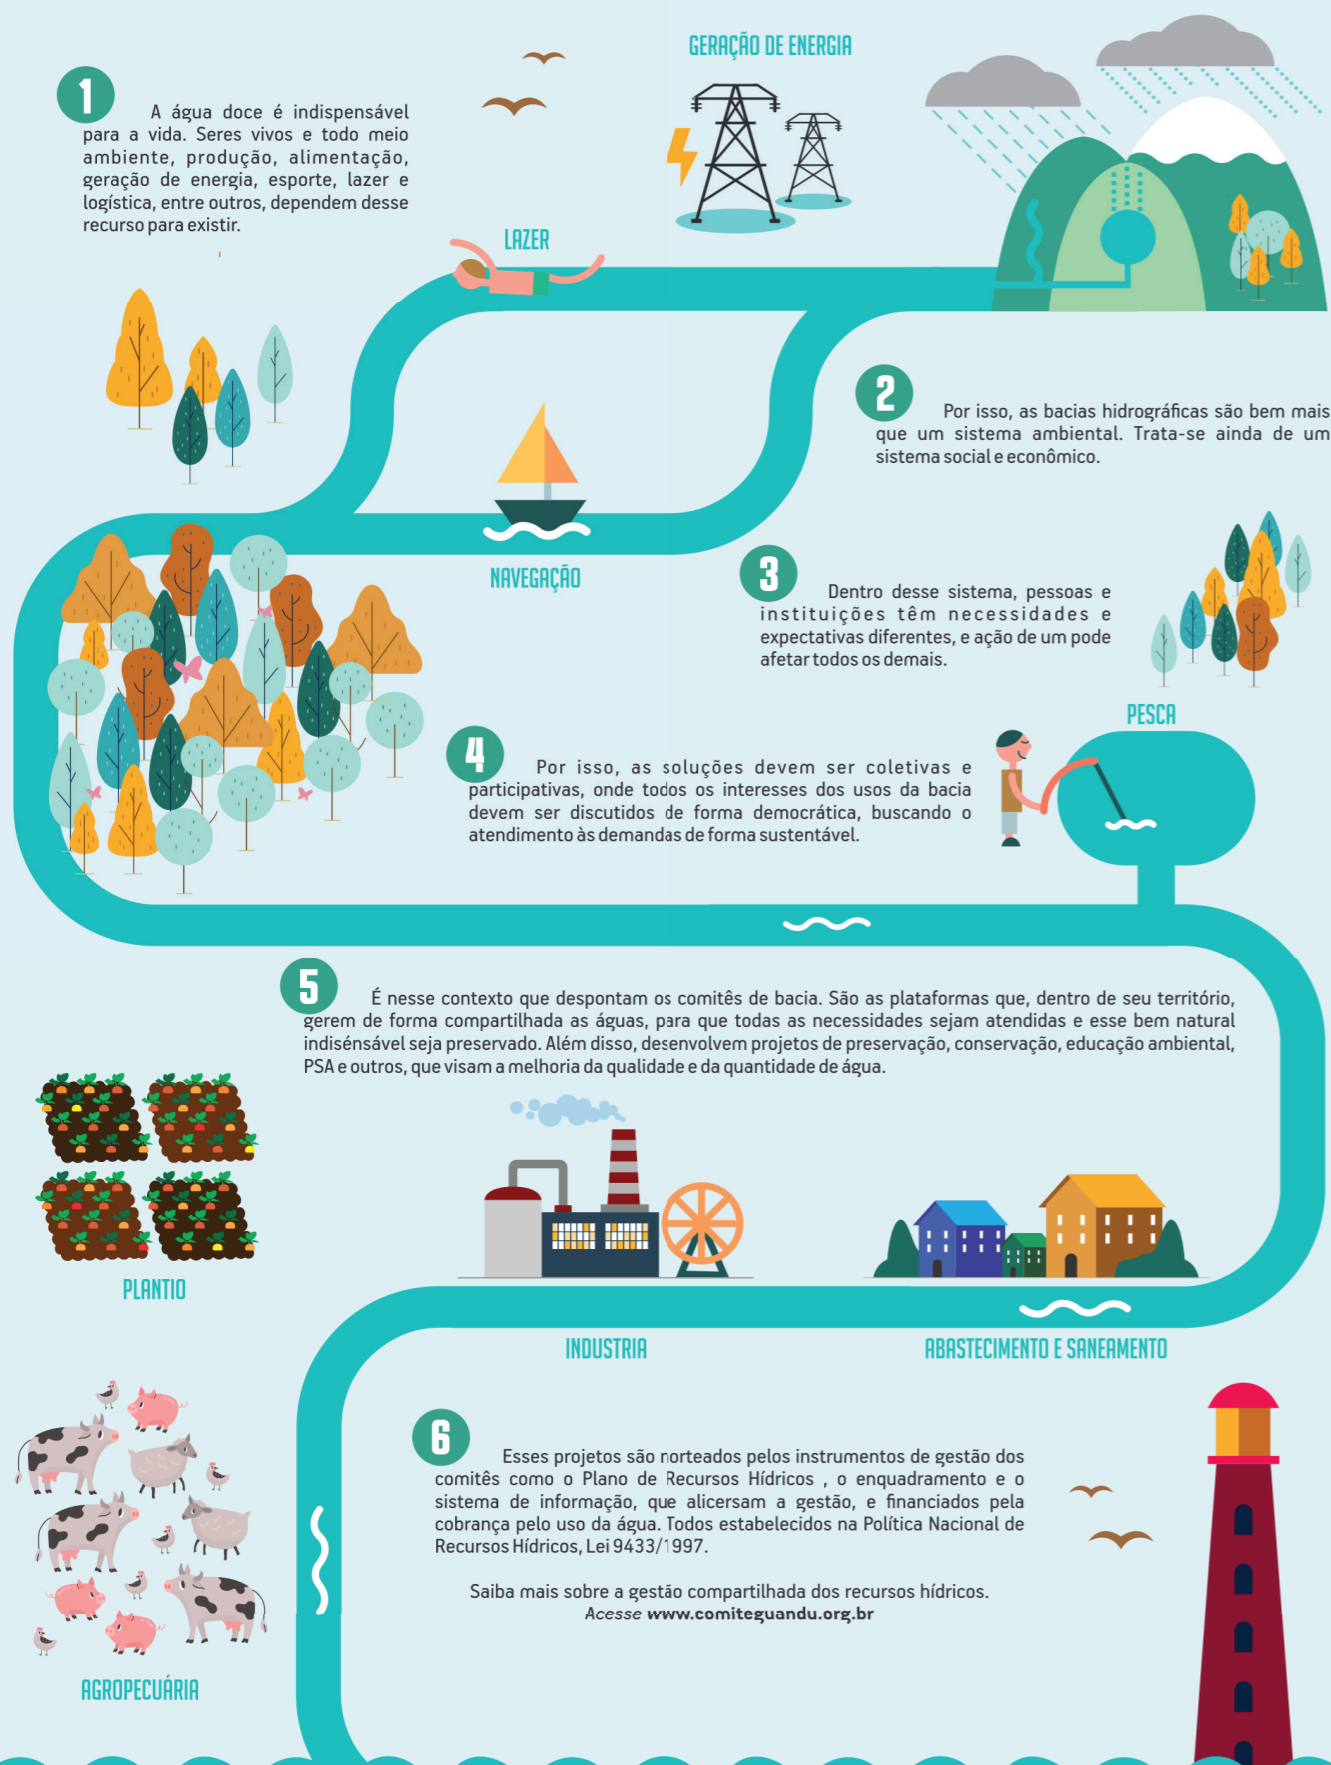 GERAÇÃO DE ENERGIA
1
A água doce é indispensável
para a vida. Seres vivos e todo meio
ambiente, produção, alimentação,
geração de energia, esporte, lazer e
logística, entre outros, dependem desse
recurso para existir.
LAZER
2
Por isso, as bacias hidrográficas são bem mais
que um sistema ambiental. Trata-se ainda de um
sistema social e econômico.
NAVEGAÇÃO
3
Dentro desse sistema, pessoas e
instituições têm necessidades e
expectativas diferentes, e ação de um pode
afetar todos os demais.
PESCA
4
Por isso, as soluções devem ser coletivas e
participativas, onde todos os interesses dos usos da bacia
devem ser discutidos de forma democrática, buscando o
atendimento às demandas de forma sustentável.
5
É nesse contexto que despontam os comitês de bacia. São as plataformas que, dentro de seu território,
gerem de forma compartilhada as águas, para que todas as necessidades sejam atendidas e esse bem natural
indisénsável seja preservado. Além disso, desenvolvem projetos de preservação, conservação, educação ambiental,
PSA e outros, que visam a melhoria da qualidade e da quantidade de água.
PLANTIO
INDUSTRIA
ABASTECIMENTO E SANEAMENTO
6
Esses projetos são norteados pelos instrumentos de gestão dos
comitês como o Plano de Recursos Hídricos , o enquadramento e o
sistema de informação, que alicersam a gestão, e financiados pela
cobrança pelo uso da água. Todos estabelecidos na Política Nacional de
Recursos Hídricos, Lei 9433/1997.
Saiba mais sobre a gestão compartilhada dos recursos hídricos.
Acesse www.comiteguandu.org.br
AGROPECUÁRIA